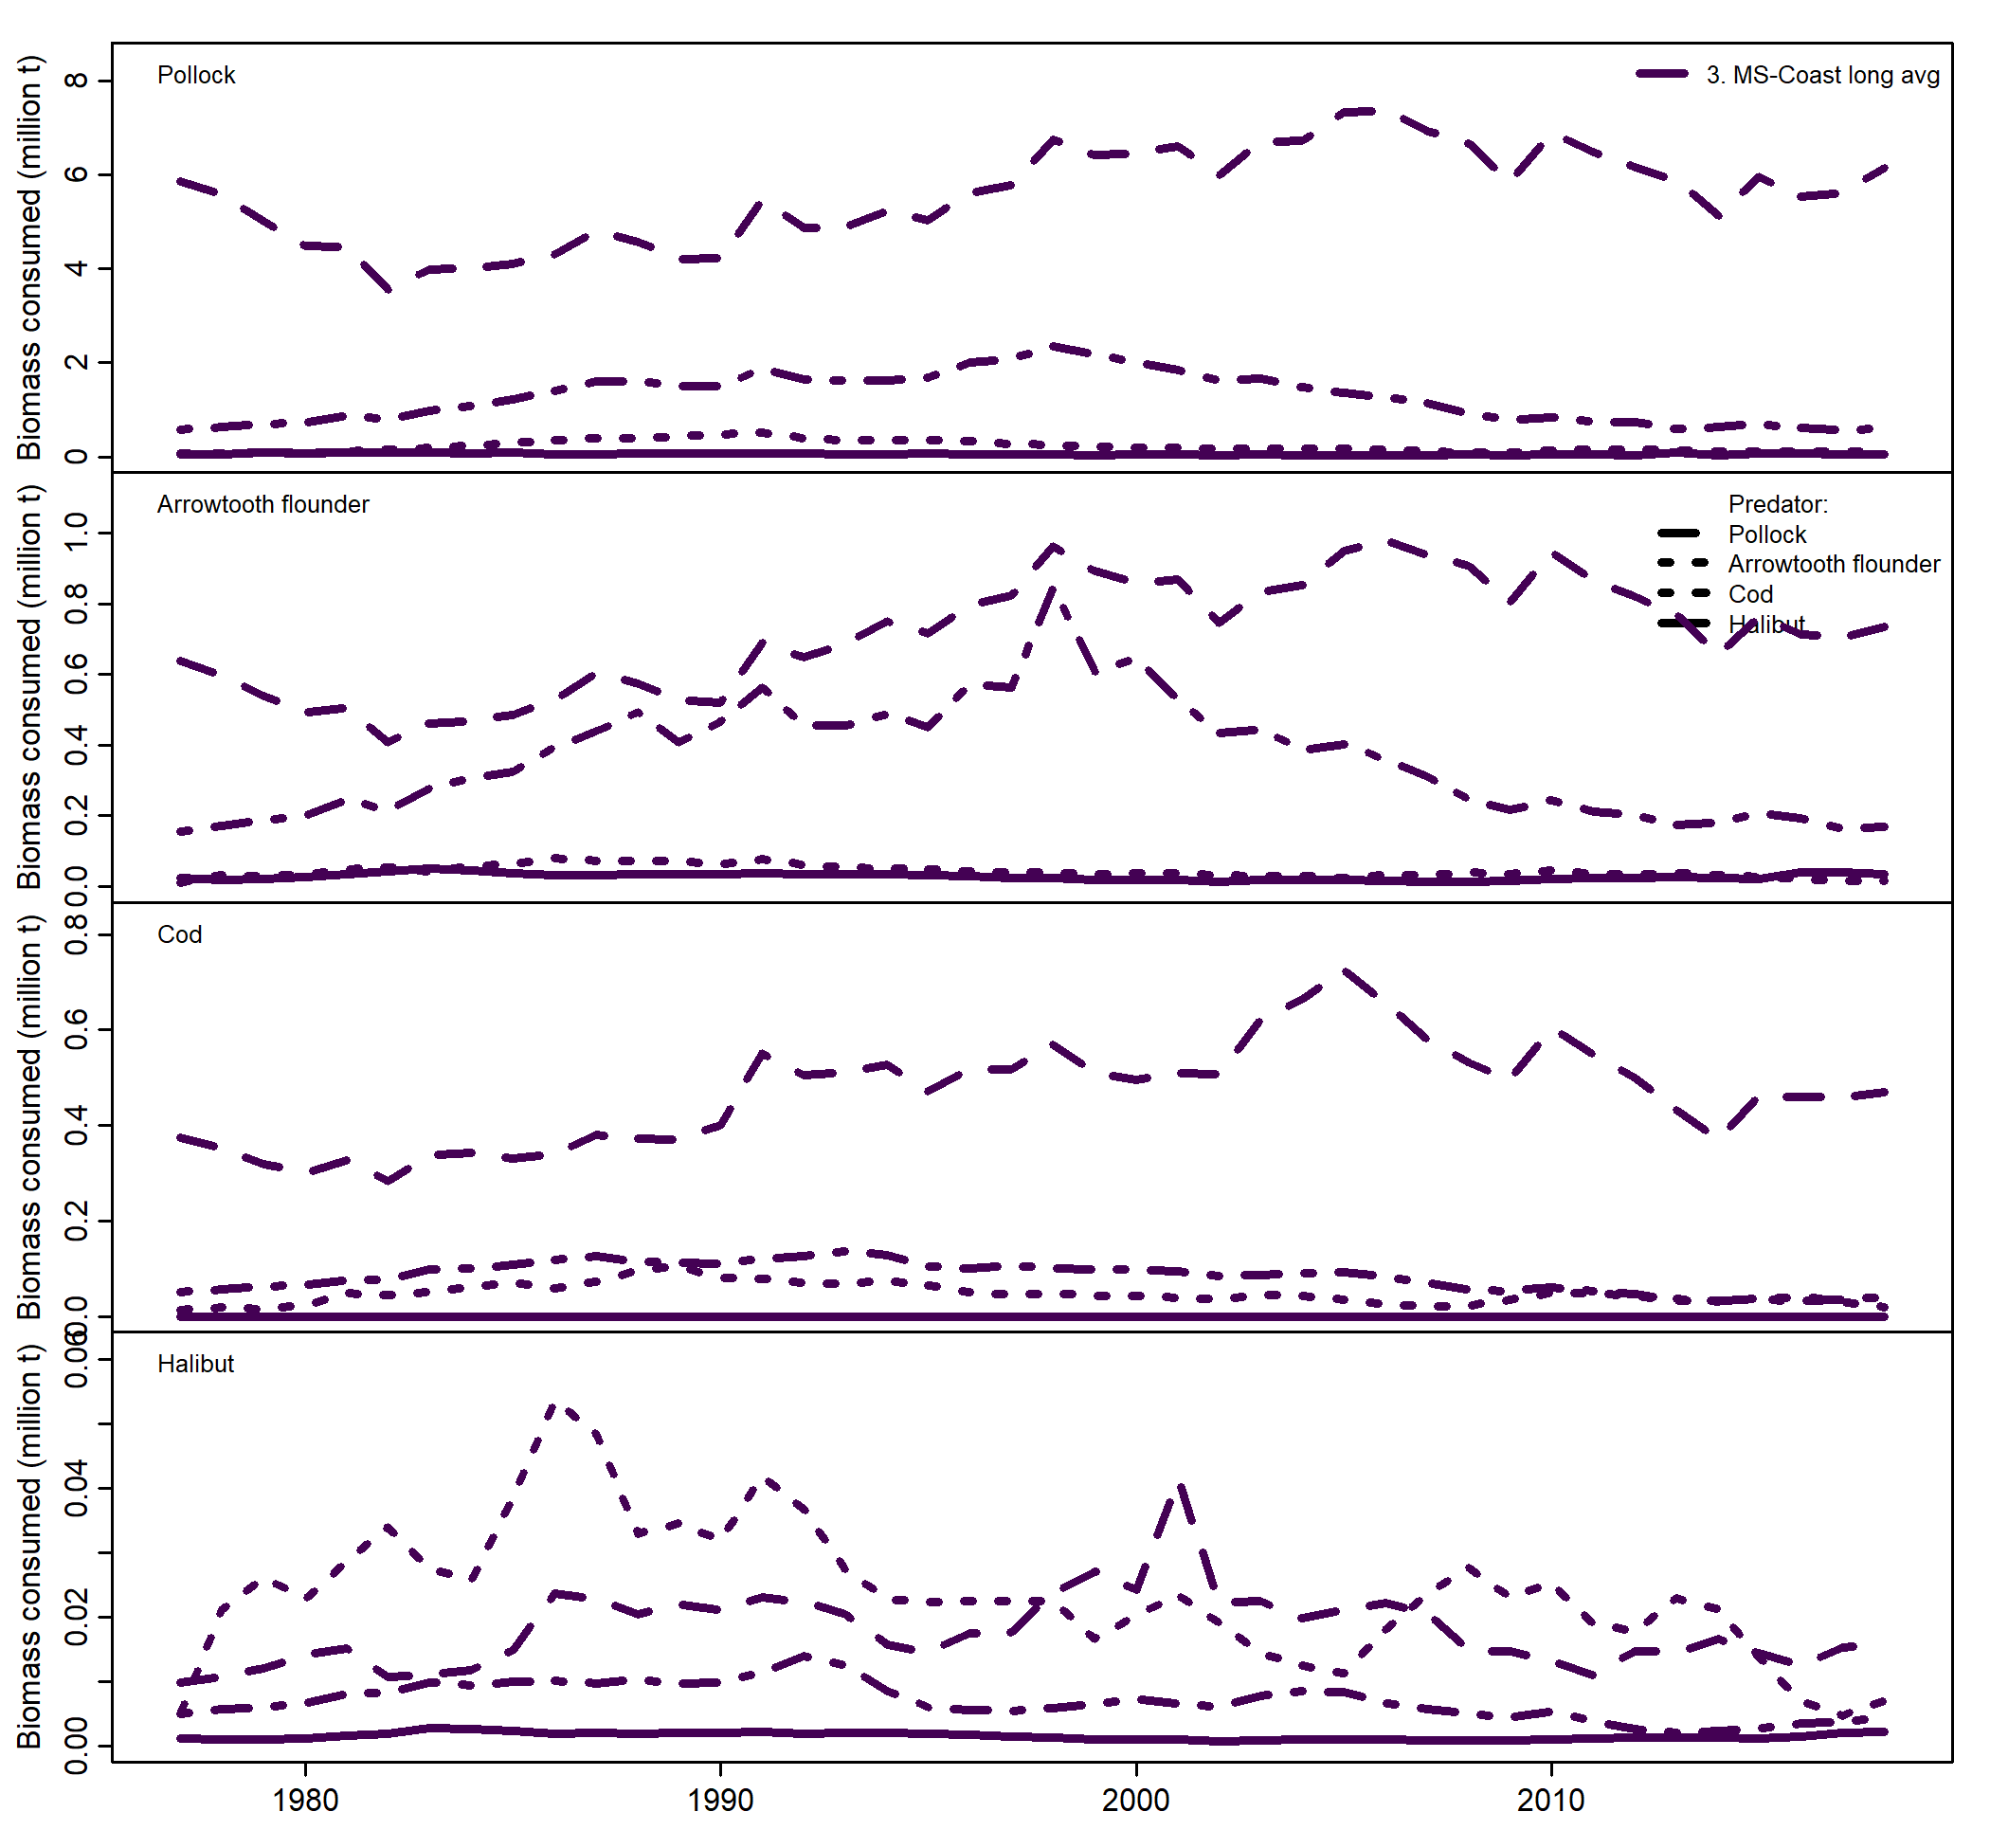 Biomass consumed (million t)
8
6
4
2
0
Pollock
3. MS-Coast long avg
Biomass consumed (million t)
1.0
0.8
0.6
0.4
0.2
0.0
Arrowtooth flounder
Predator:
Pollock
Arrowtooth flounder
Cod
Halibut
Biomass consumed (million t)
0.8
0.6
0.4
0.2
0.0
Cod
Biomass consumed (million t)
0.06
0.04
0.02
0.00
Halibut
1980 1990 2000 2010